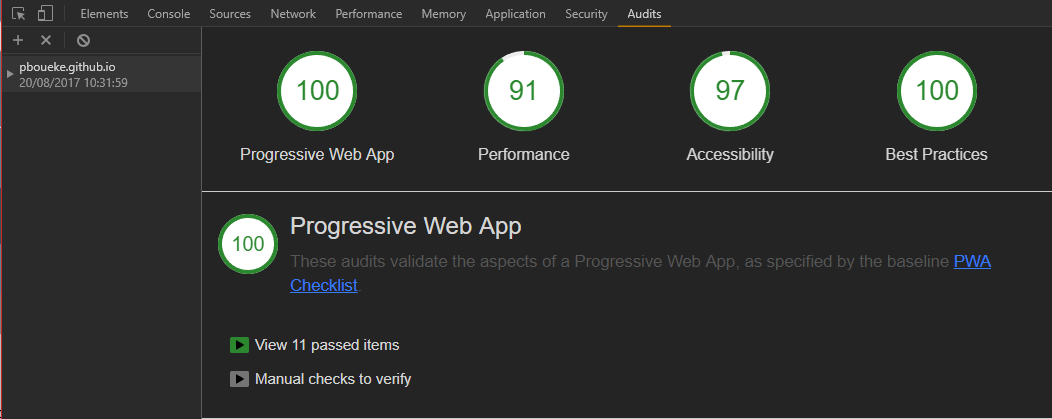 Elements Console Sources Network Performance Memory Application Security Audits
pboueke.github.io
20/08/2017 10:31:59
100 91 97 100
Progressive Web App Performance Accessibility Best Practices
100
Progressive Web App
These audits validate the aspects of a Progressive Web App, as specified by the baseline PWA
Checklist.
View 11 passed items
Manual checks to verify